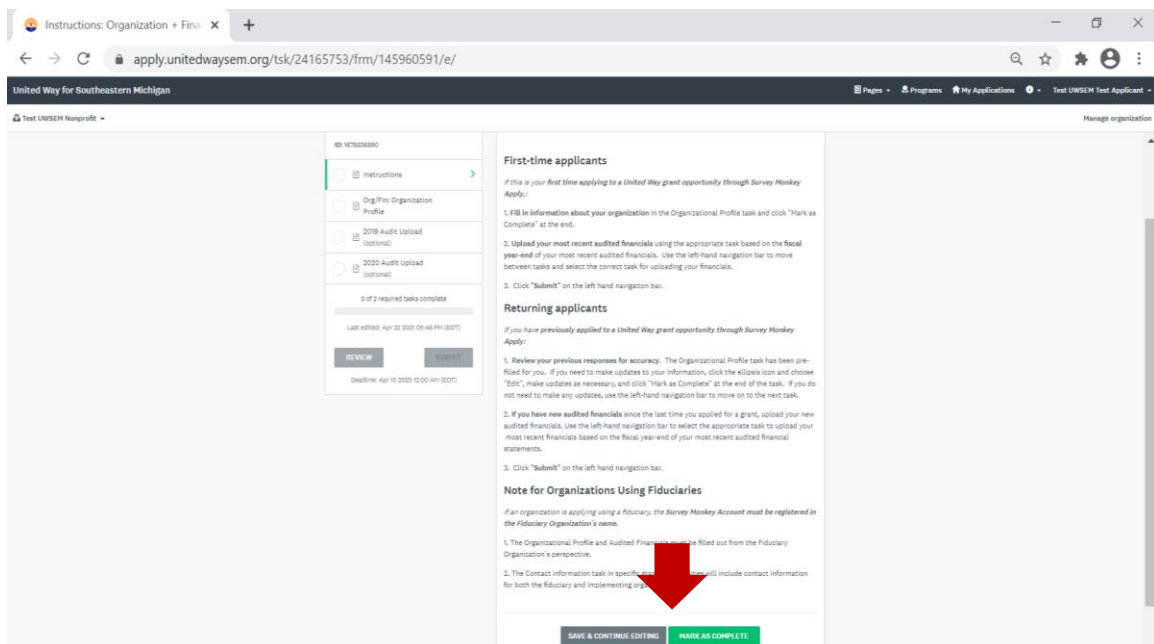 Instructions: Organization + Fina
apply.unitedwaysem.org/tsk/24165753/frm/145960591/e/
United Way for Southeastern Michigan
Pages
Programs
My Applications
Test UWSEM Test Applicant
Test UWSEM Nonprofit
Manage organization
ID: 1678836890
Instructions
Org/Fin: Organization
Profile
2019 Audit Upload
(optional)
2020 Audit Upload
(optional)
0 of 2 required tasks complete
Last edited: Apr 22 2021 05:48 PM (EDT)
REVIEW
SUBMIT
Deadline: Apr 13 2023 12:00 AM (EDT)
First-time applicants
If this is your first time applying to a United Way grant opportunity through Survey Monkey
Apply,:
1. Fill in information about your organization in the Organizational Profile task and click "Mark as
Complete" at the end.
2. Upload your most recent audited financials using the appropriate task based on the fiscal
year-end of your most recent audited financials. Use the left-hand navigation bar to move
between tasks and select the correct task for uploading your financials.
3. Click "Submit" on the left hand navigation bar.
Returning applicants
If you have previously applied to a United Way grant opportunity through Survey Monkey
Apply:
1. Review your previous responses for accuracy. The Organizational Profile task has been pre-
filled for you. If you need to make updates to your information, click the ellipsis icon and choose
"Edit", make updates as necessary, and click "Mark as Complete" at the end of the task. If you do
not need to make any updates, use the left-hand navigation bar to move on to the next task.
2. If you have new audited financials since the last time you applied for a grant, upload your new
audited financials. Use the left-hand navigation bar to select the appropriate task to upload your
most recent financials based on the fiscal year-end of your most recent audited financial
statements.
3. Click "Submit" on the left hand navigation bar.
Note for Organizations Using Fiduciaries
If an organization is applying using a fiduciary, the Survey Monkey Account must be registered in
the Fiduciary Organization's name.
1. The Organizational Profile and Audited Financials must be filled out from the Fiduciary
Organization's perspective.
2. The Contact Information task in specific will include contact information
for both the fiduciary and implementing
SAVE & CONTINUE EDITING
MARK AS COMPLETE